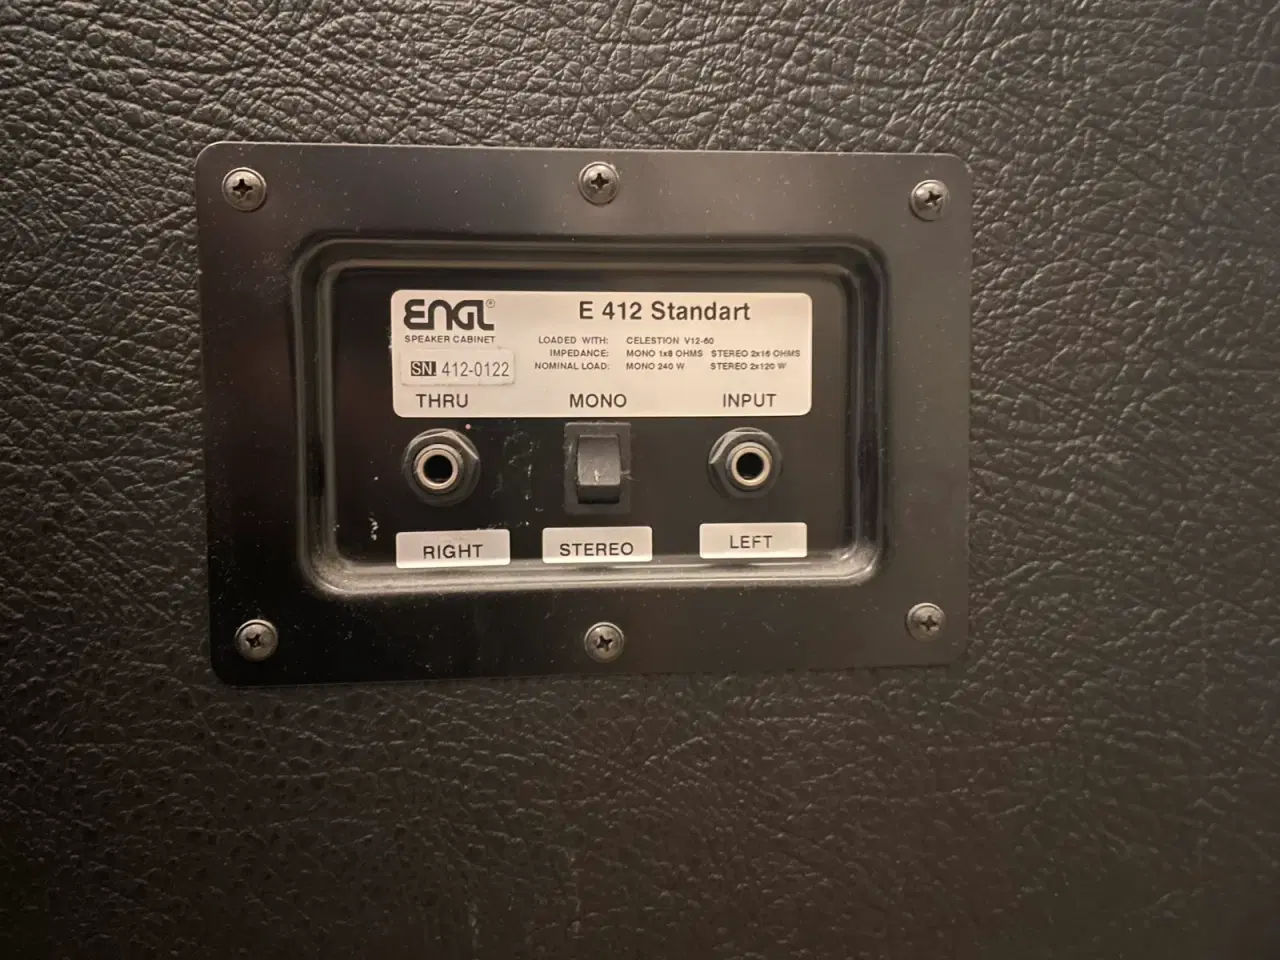 ENGL®
E 412 Standart
SPEAKER CABINET
LOADED WITH: CELESTION V12-60
IMPEDANCE: MONO 1x8 OHMS STEREO 2x16 OHMS
NOMINAL LOAD: MONO 240 W STEREO 2x120 W
SN. 412-0122
THRU MONO INPUT
RIGHT STEREO LEFT